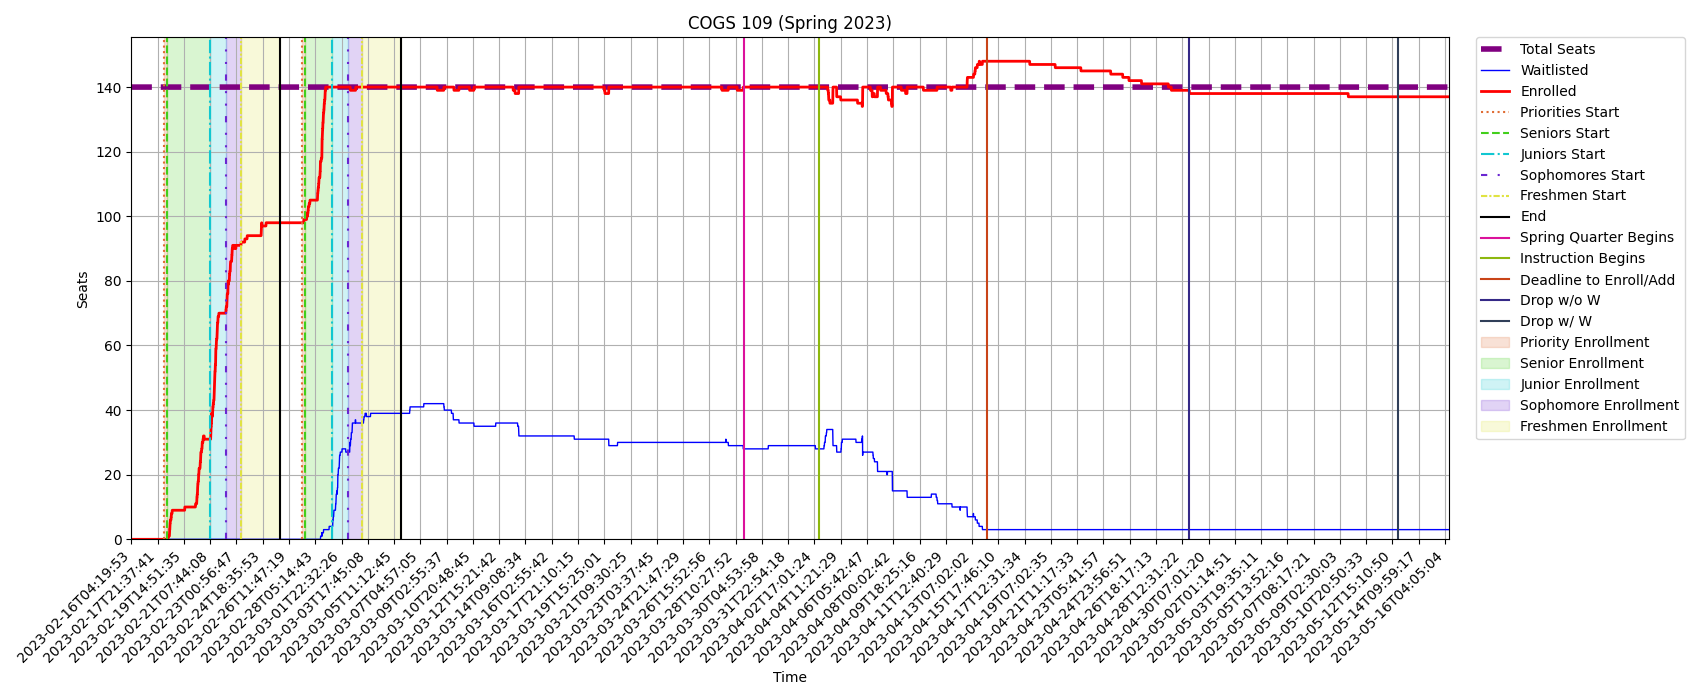 COGS 109 (Spring 2023)
Seats
140
120
100
80
60
40
20
0
2023-02-16T04:19:53
2023-02-17T21:37:41
2023-02-19T14:51:35
2023-02-21T07:44:08
2023-02-23T00:56:47
2023-02-24T18:35:53
2023-02-26T11:47:19
2023-02-28T05:14:43
2023-03-01T22:32:26
2023-03-03T17:45:08
2023-03-05T11:12:45
2023-03-07T04:57:05
2023-03-09T02:55:37
2023-03-10T20:48:45
2023-03-12T15:21:42
2023-03-14T09:08:34
2023-03-16T02:55:42
2023-03-17T21:10:15
2023-03-19T15:25:01
2023-03-21T09:30:25
2023-03-23T03:37:45
2023-03-24T21:47:29
2023-03-26T15:52:56
2023-03-28T10:27:52
2023-03-30T04:53:58
2023-03-31T22:54:18
2023-04-02T17:01:24
2023-04-04T11:21:29
2023-04-06T05:42:47
2023-04-08T00:02:42
2023-04-09T18:25:16
2023-04-11T12:40:29
2023-04-13T07:02:02
2023-04-15T17:46:10
2023-04-17T12:31:34
2023-04-19T07:02:35
2023-04-21T11:17:33
2023-04-23T05:41:57
2023-04-24T23:56:51
2023-04-26T18:17:13
2023-04-28T12:31:22
2023-04-30T07:01:20
2023-05-02T01:14:51
2023-05-03T19:35:11
2023-05-05T13:52:16
2023-05-07T08:17:21
2023-05-09T02:30:03
2023-05-10T20:50:33
2023-05-12T15:10:50
2023-05-14T09:59:17
2023-05-16T04:05:04
Time
Total Seats
Waitlisted
Enrolled
Priorities Start
Seniors Start
Juniors Start
Sophomores Start
Freshmen Start
End
Spring Quarter Begins
Instruction Begins
Deadline to Enroll/Add
Drop w/o W
Drop w/ W
Priority Enrollment
Senior Enrollment
Junior Enrollment
Sophomore Enrollment
Freshmen Enrollment